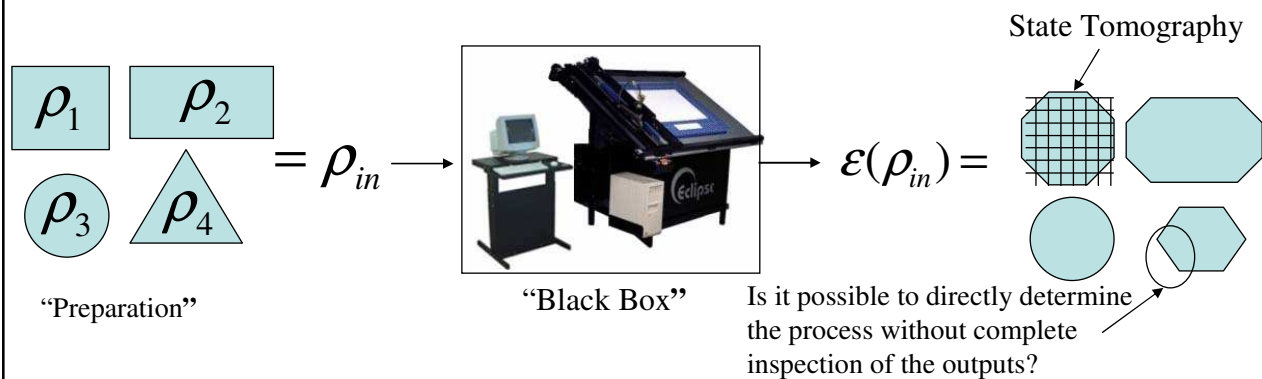 State Tomography
ρ1
ρ2
ρ3
ρ4
= ρin
ε(ρin) =
Eclipse
“Preparation”
“Black Box”
Is it possible to directly determine
the process without complete
inspection of the outputs?